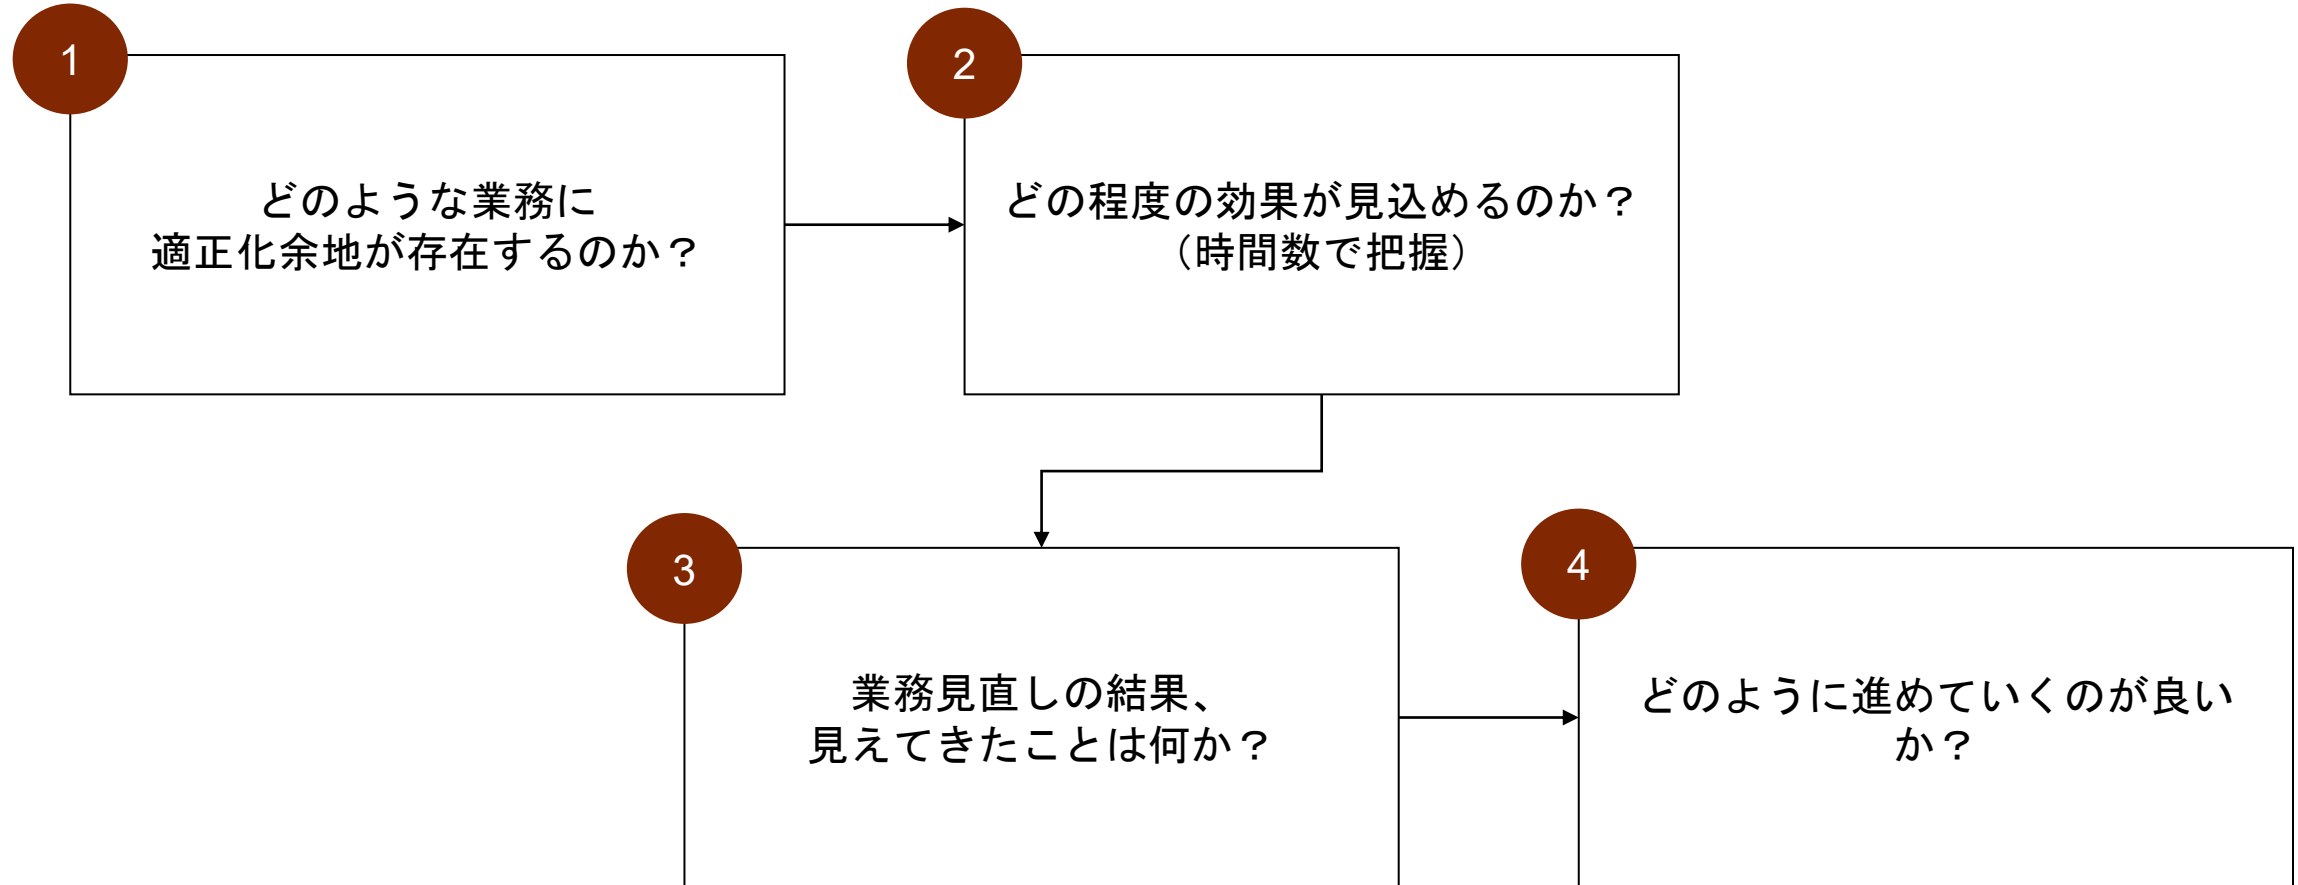 1
どのような業務に
適正化余地が存在するのか？
2
どの程度の効果が見込めるのか？
（時間数で把握）
3
業務見直しの結果、
見えてきたことは何か？
4
どのように進めていくのが良い
か？